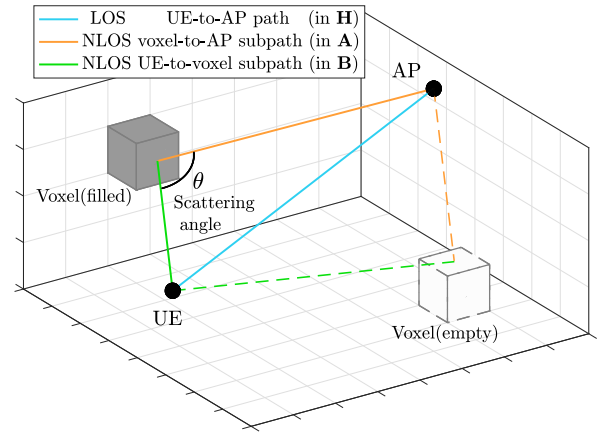 LOS UE-to-AP path (in H)
NLOS voxel-to-AP subpath (in A)
NLOS UE-to-voxel subpath (in B)
AP
Voxel(filled)
θ
Scattering
angle
UE
Voxel(empty)